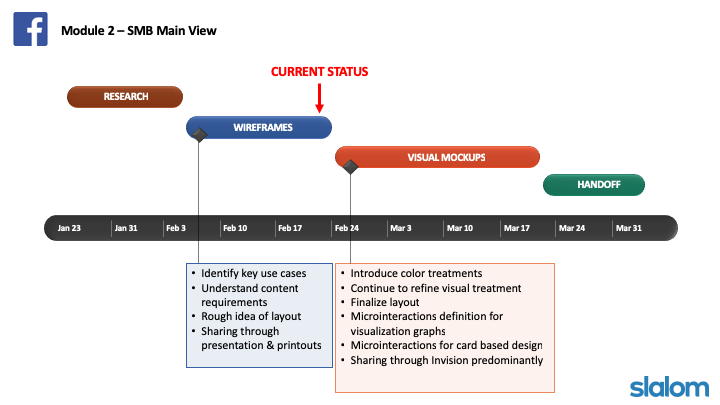 Module 2 – SMB Main View
CURRENT STATUS
RESEARCH
WIREFRAMES
VISUAL MOCKUPS
HANDOFF
Jan 23
Jan 31
Feb 3
Feb 10
Feb 17
Feb 24
Mar 3
Mar 10
Mar 17
Mar 24
Mar 31
• Identify key use cases
• Understand content
requirements
• Rough idea of layout
• Sharing through
presentation & printouts
• Introduce color treatments
• Continue to refine visual treatment
• Finalize layout
• Microinteractions definition for
visualization graphs
• Microinteractions for card based design
• Sharing through Invision predominantly
slalom